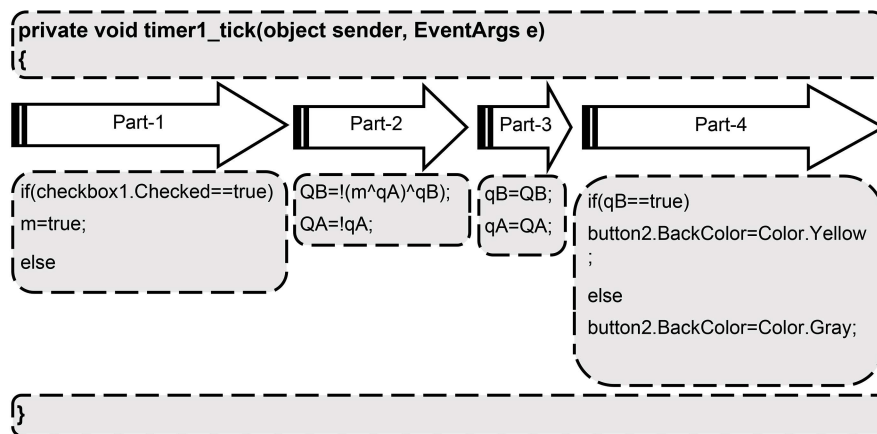 private void timer1_tick(object sender, EventArgs e)
{
Part-1
Part-2
Part-3
Part-4
if(checkbox1.Checked==true)
m=true;
else
QB=!(m^qA)^qB);
QA=!qA;
qB=QB;
qA=QA;
if(qB==true)
button2.BackColor=Color.Yellow
;
else
button2.BackColor=Color.Gray;
}